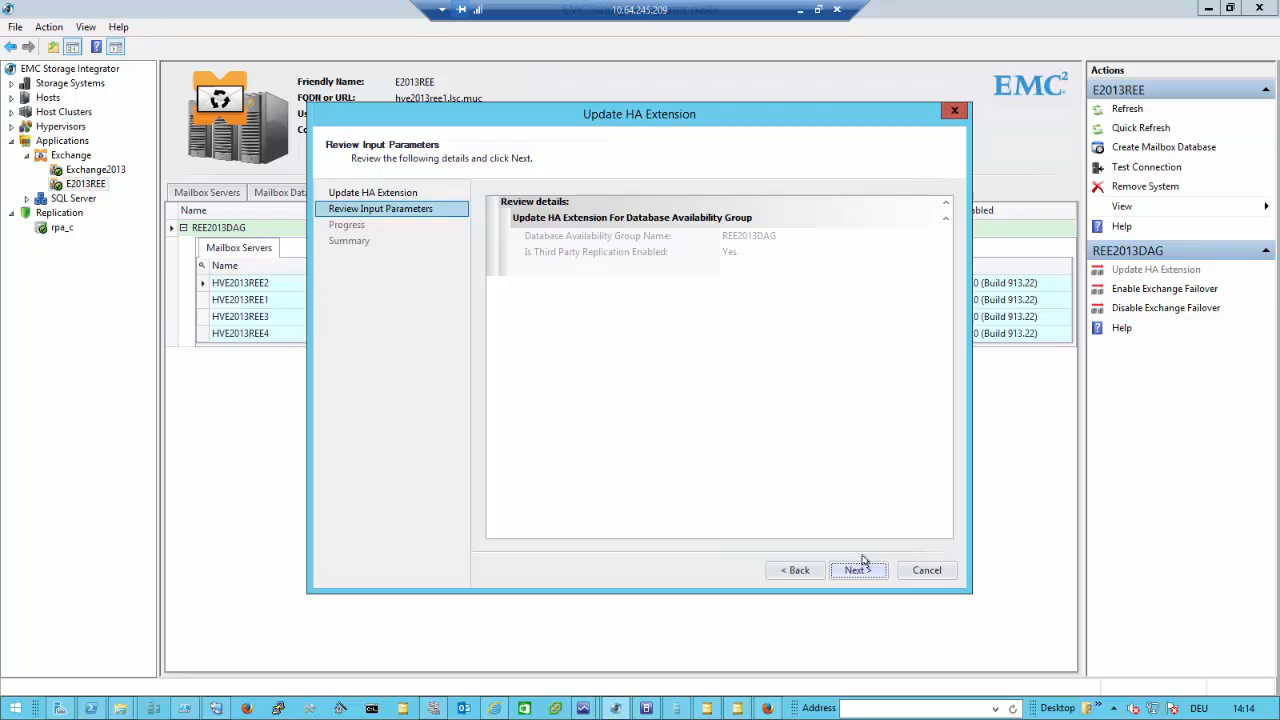 10.64.245.209
File Action View Help
EMC Storage Integrator
Storage Systems
Hosts
Host Clusters
Hypervisors
Applications
Exchange
Exchange2013
E2013REE
SQL Server
Replication
rpa_c
Friendly Name: E2013REE
FQDN or URL: hve2013ree1.lsc.muc
EMC²
Mailbox Servers Mailbox Dat
Name
REE2013DAG
Mailbox Servers
Name
HVE2013REE2
HVE2013REE1
HVE2013REE3
HVE2013REE4
abled
0 (Build 913.22)
0 (Build 913.22)
0 (Build 913.22)
0 (Build 913.22)
Update HA Extension
Review Input Parameters
Review the following details and click Next.
Update HA Extension
Review Input Parameters
Progress
Summary
Review details:
Update HA Extension For Database Availability Group
Database Availability Group Name: REE2013DAG
Is Third Party Replication Enabled: Yes
< Back Next > Cancel
Actions
E2013REE
Refresh
Quick Refresh
Create Mailbox Database
Test Connection
Remove System
View
Help
REE2013DAG
Update HA Extension
Enable Exchange Failover
Disable Exchange Failover
Help
Address
Desktop
DEU
14:14